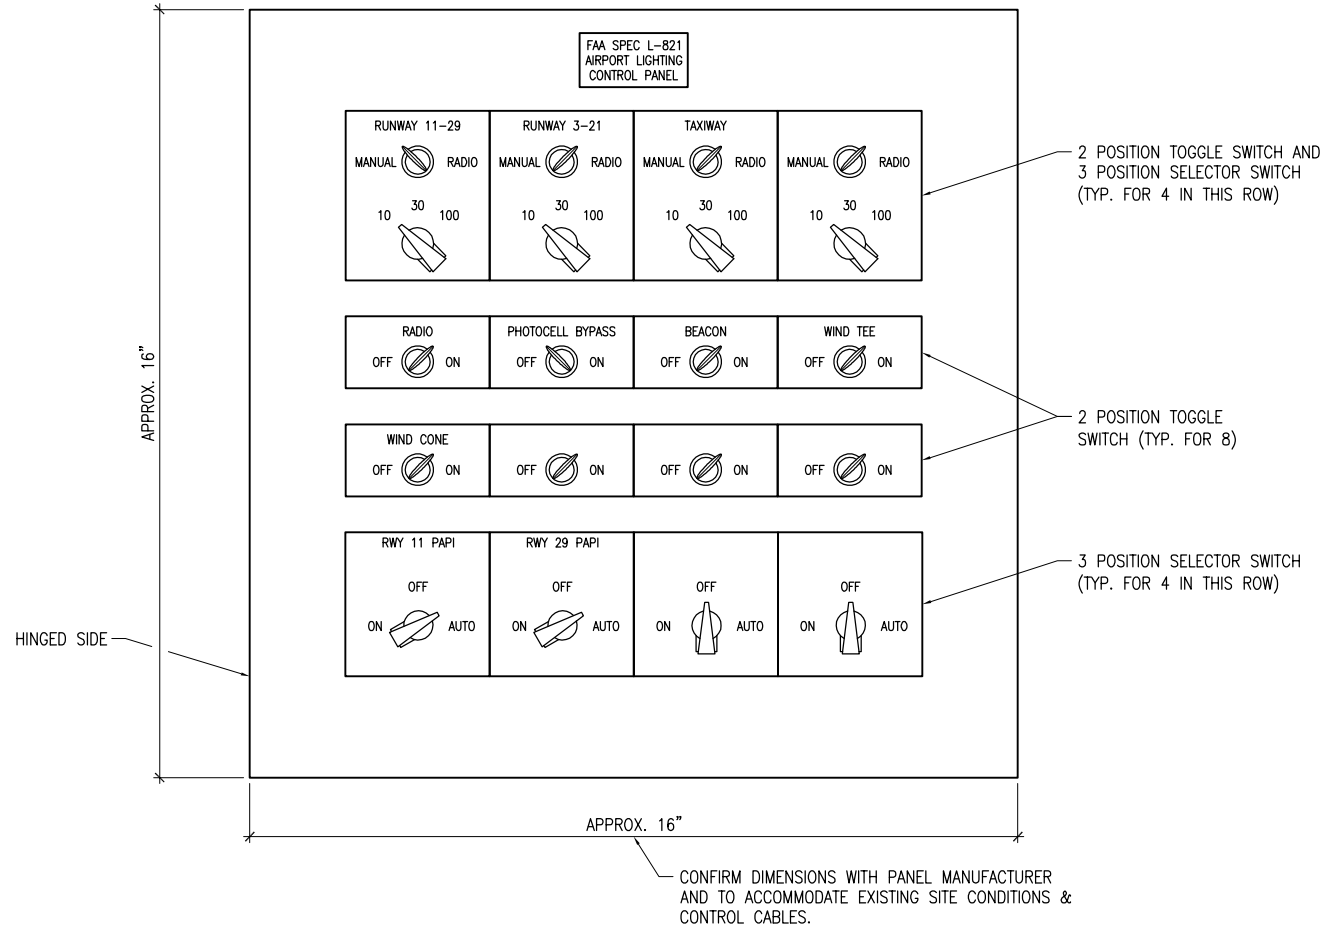 FAA SPEC L-821
AIRPORT LIGHTING
CONTROL PANEL
RUNWAY 11-29
MANUAL RADIO
10 30 100
RUNWAY 3-21
MANUAL RADIO
10 30 100
TAXIWAY
MANUAL RADIO
10 30 100
MANUAL RADIO
10 30 100
2 POSITION TOGGLE SWITCH AND
3 POSITION SELECTOR SWITCH
(TYP. FOR 4 IN THIS ROW)
RADIO
OFF ON
PHOTOCELL BYPASS
OFF ON
BEACON
OFF ON
WIND TEE
OFF ON
APPROX. 16"
WIND CONE
OFF ON
OFF ON
OFF ON
OFF ON
2 POSITION TOGGLE
SWITCH (TYP. FOR 8)
RWY 11 PAPI
OFF
ON AUTO
RWY 29 PAPI
OFF
ON AUTO
OFF
ON AUTO
OFF
ON AUTO
3 POSITION SELECTOR SWITCH
(TYP. FOR 4 IN THIS ROW)
HINGED SIDE
APPROX. 16"
CONFIRM DIMENSIONS WITH PANEL MANUFACTURER
AND TO ACCOMMODATE EXISTING SITE CONDITIONS &
CONTROL CABLES.